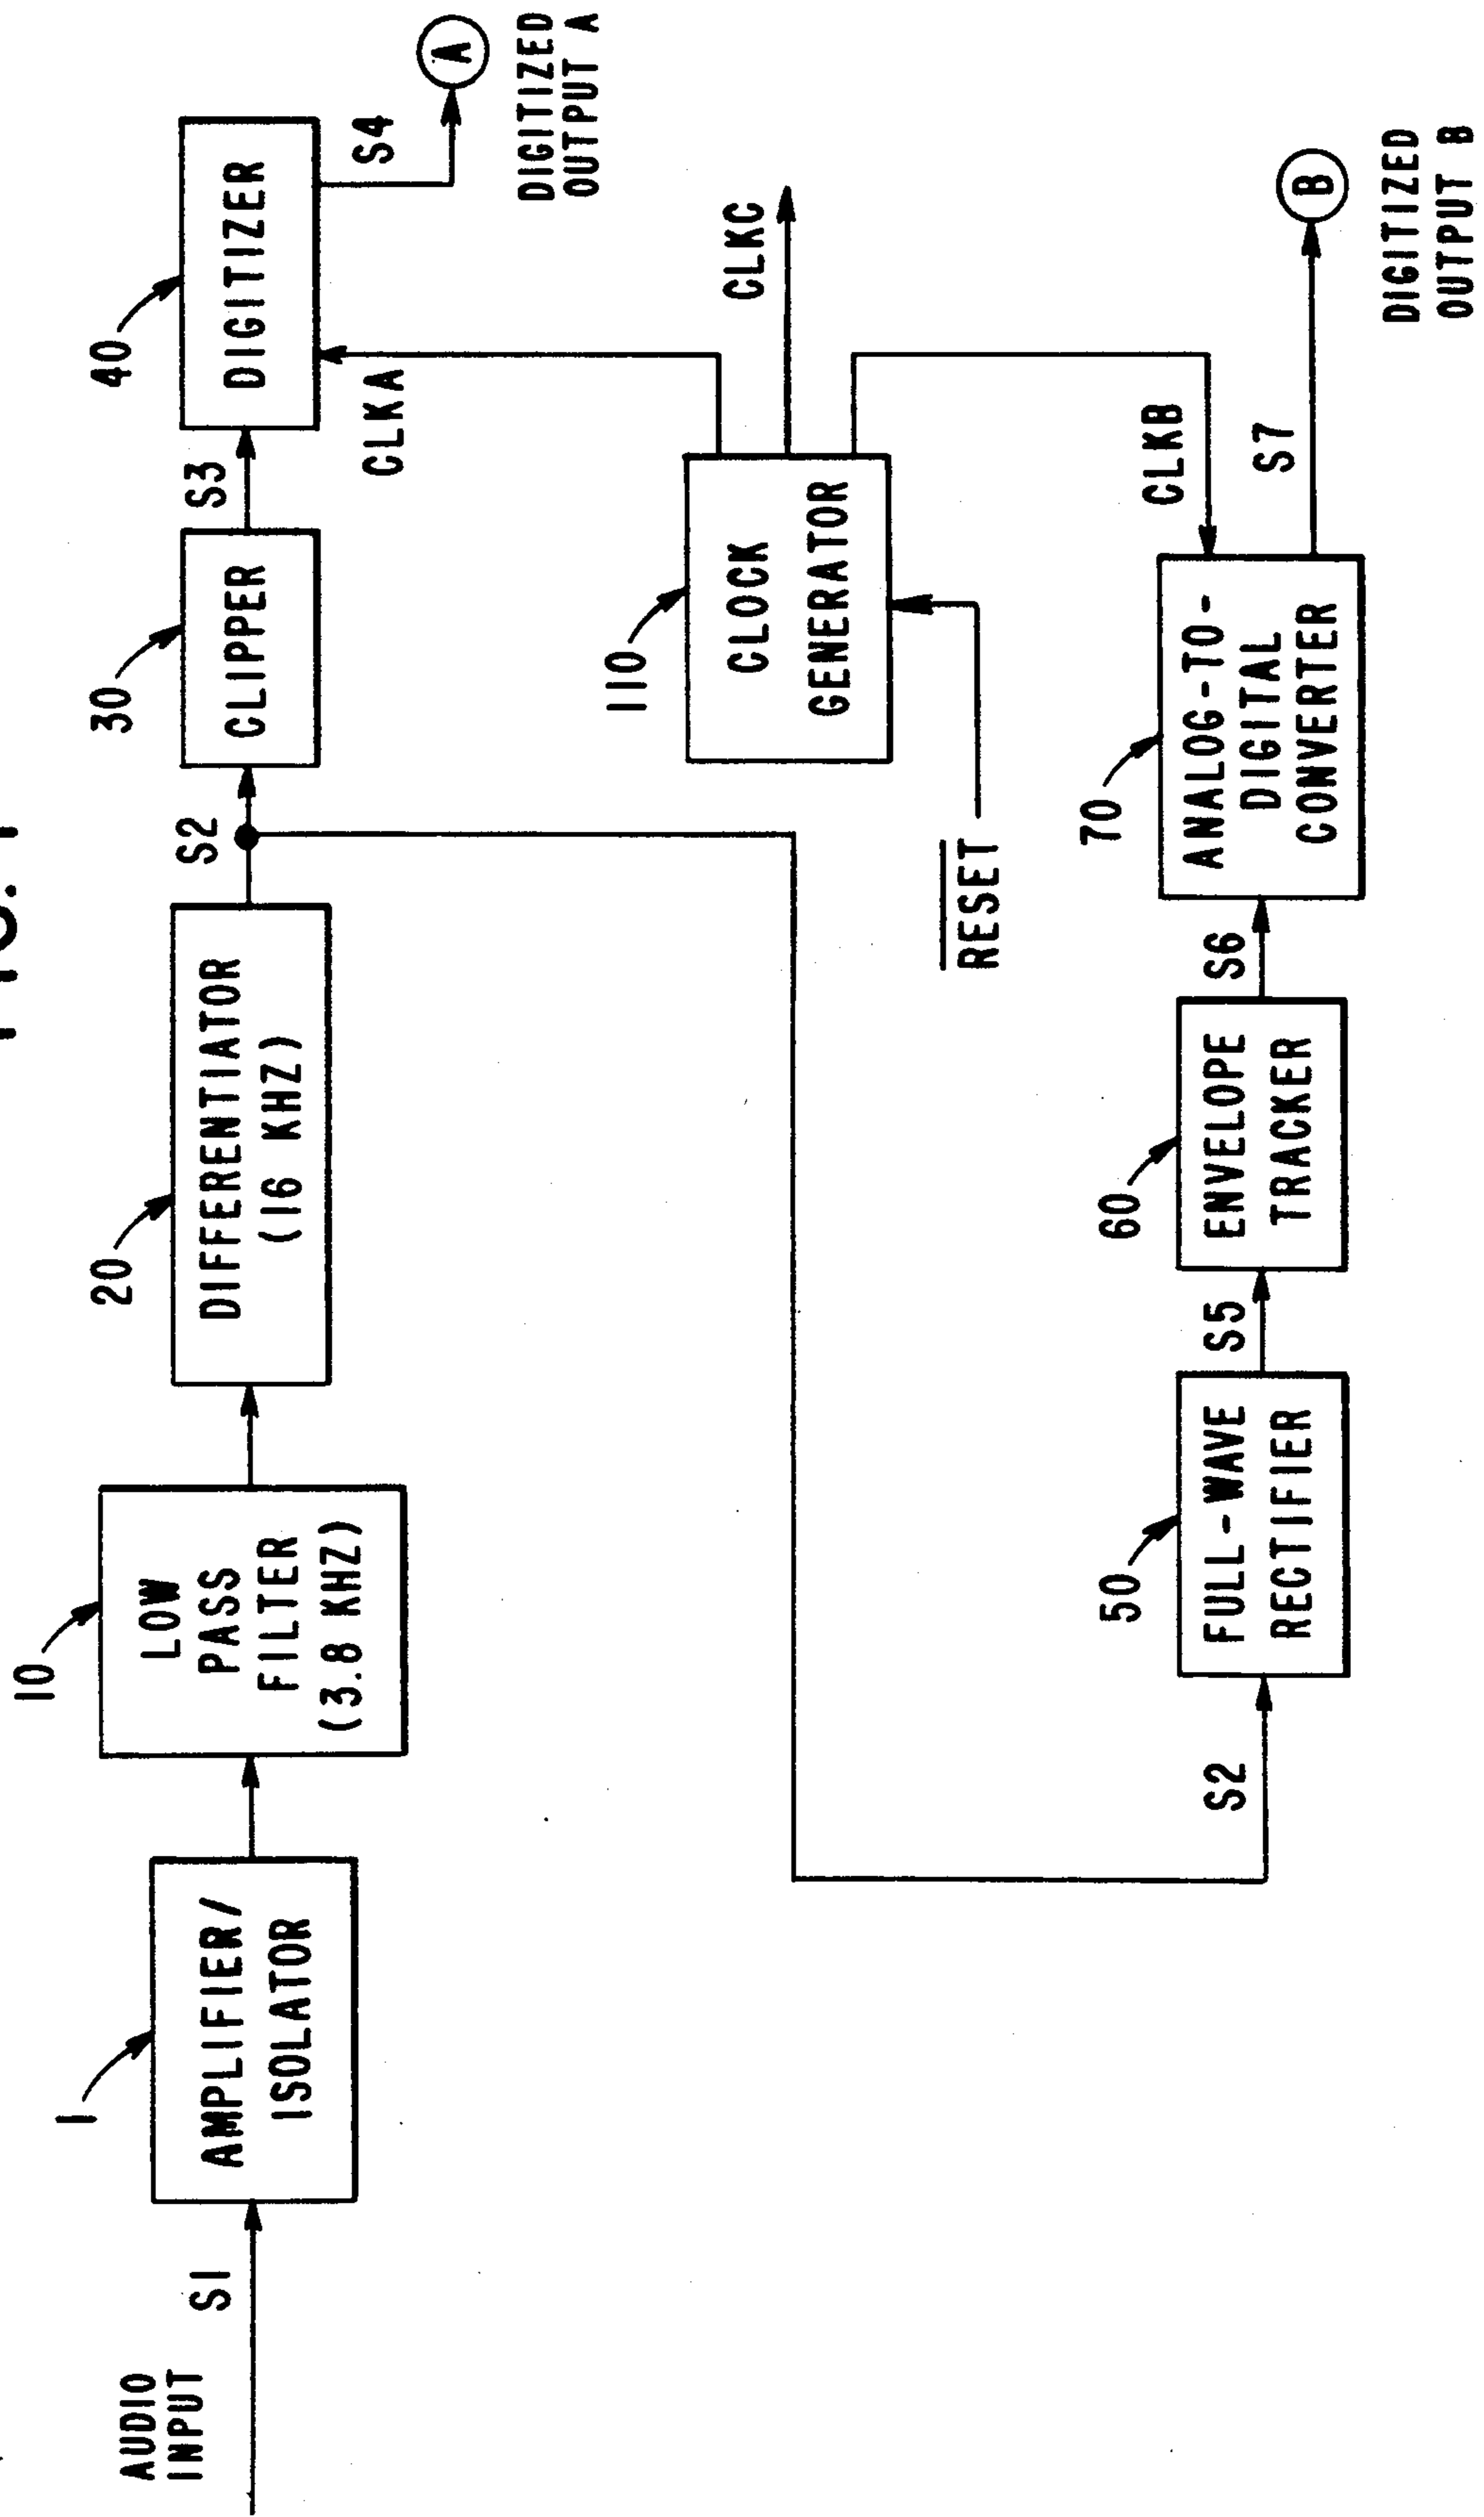 AUDIO
INPUT
S1
1
AMPLIFIER/
ISOLATOR
10
LOW
PASS
FILTER
(3.8 KHZ)
20
DIFFERENTIATOR
(16 KHZ)
S2
30
CLIPPER
S3
40
DIGITIZER
S4
A
DIGITIZED
OUTPUT A
CLKA
110
CLOCK
GENERATOR
CLKC
RESET
CLKB
S2
50
FULL-WAVE
RECTIFIER
S5
60
ENVELOPE
TRACKER
S6
70
ANALOG-TO-
DIGITAL
CONVERTER
S7
B
DIGITIZED
OUTPUT B